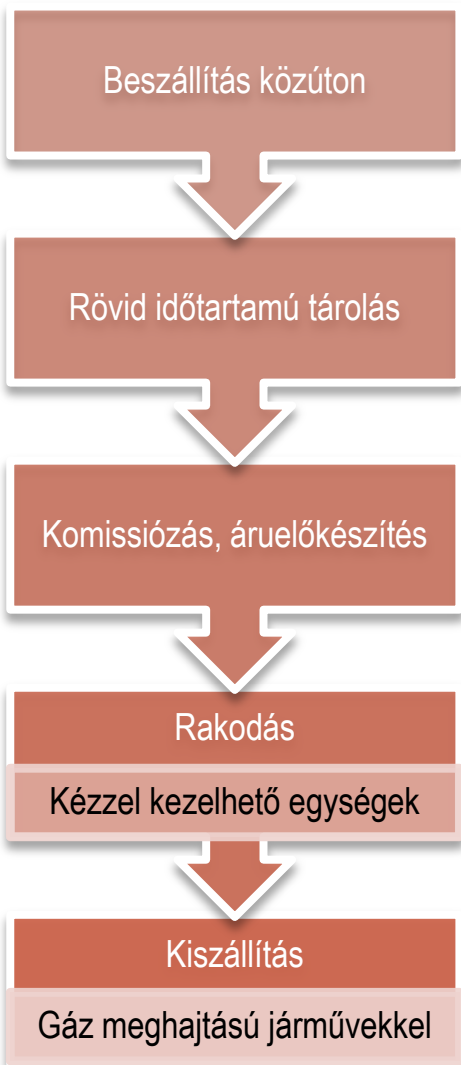 Beszállítás közúton
Rövid időtartamú tárolás
Komissiózás, áruelőkészítés
Rakodás
Kézzel kezelhető egységek
Kiszállítás
Gáz meghajtású járművekkel